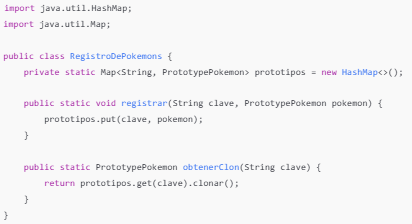 import java.util.HashMap;
import java.util.Map;
public class RegistroDePokemons {
private static Map<String, PrototypePokemon> prototipos = new HashMap<>();
public static void registrar(String clave, PrototypePokemon pokemon) {
prototipos.put(clave, pokemon);
}
public static PrototypePokemon obtenerClon(String clave) {
return prototipos.get(clave).clonar();
}
}